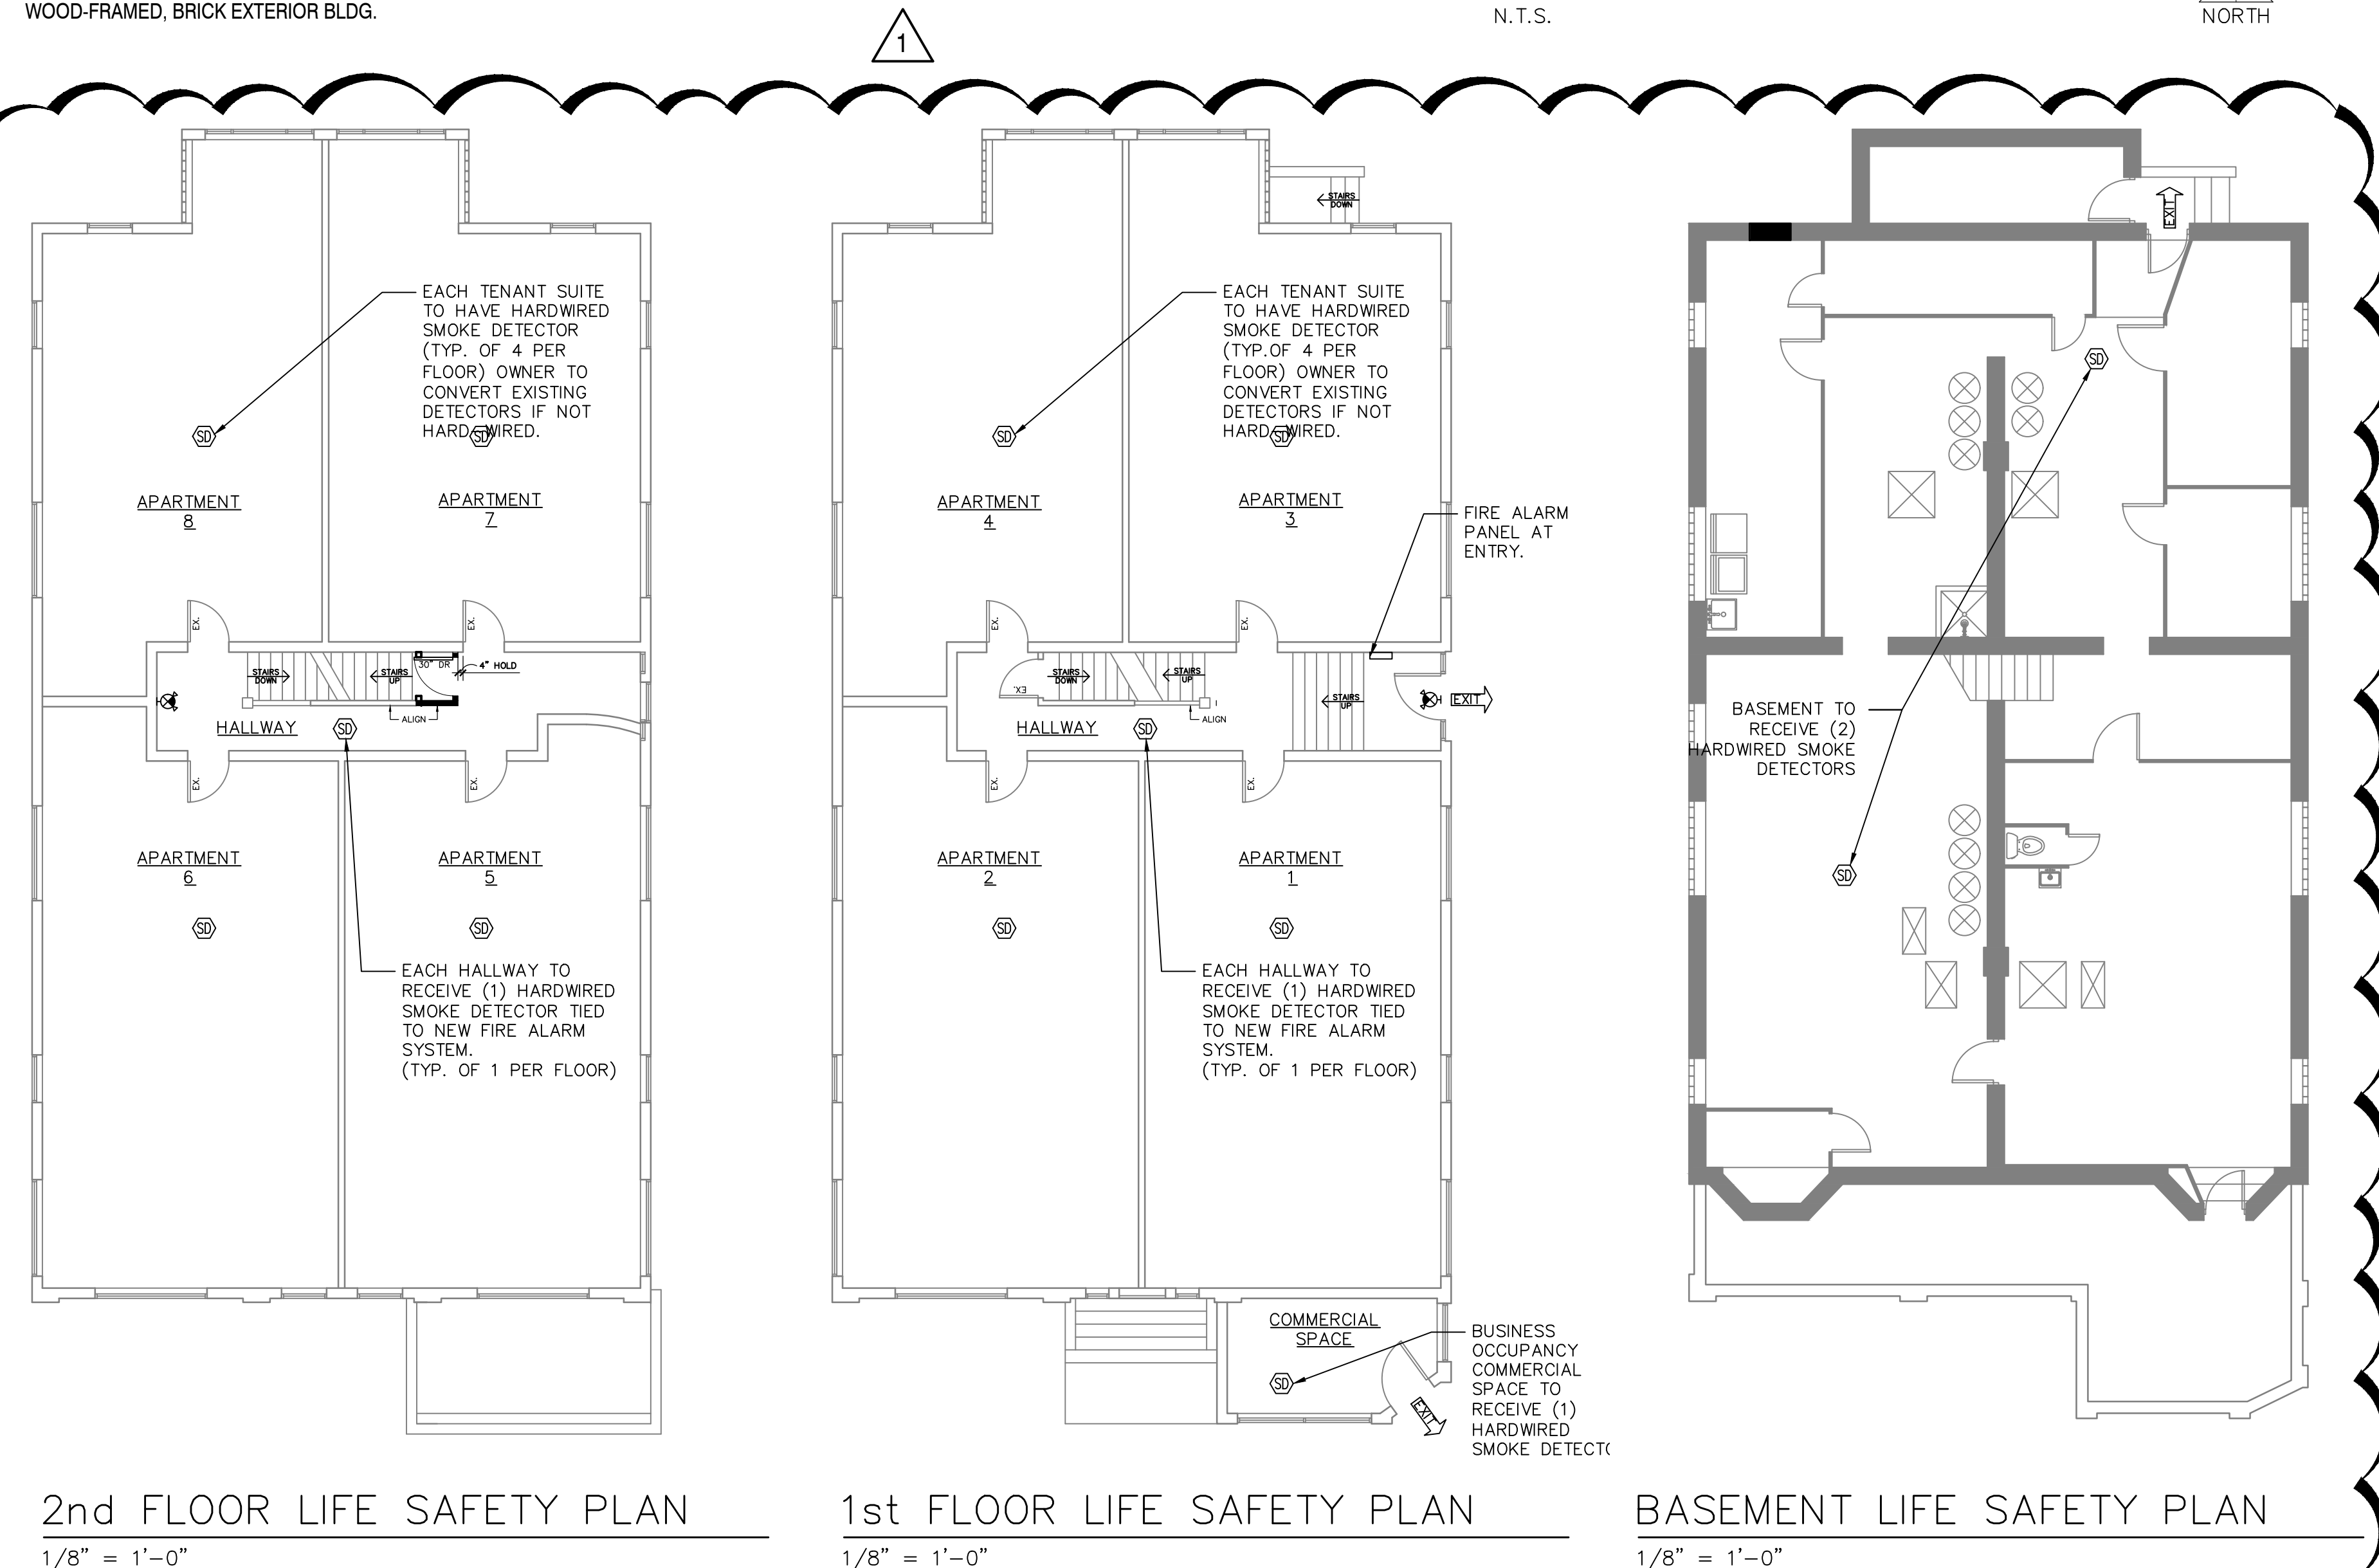 WOOD-FRAMED, BRICK EXTERIOR BLDG.
1
N.T.S.
NORTH
EACH TENANT SUITE
TO HAVE HARDWIRED
SMOKE DETECTOR
(TYP. OF 4 PER
FLOOR) OWNER TO
CONVERT EXISTING
DETECTORS IF NOT
HARD-WIRED.
SD
SD
APARTMENT
8
APARTMENT
7
EX.
EX.
STAIRS
DOWN
STAIRS
UP
30" DR
4" HOLD
ALIGN
HALLWAY
SD
EX.
EX.
APARTMENT
6
APARTMENT
5
SD
SD
EACH HALLWAY TO
RECEIVE (1) HARDWIRED
SMOKE DETECTOR TIED
TO NEW FIRE ALARM
SYSTEM.
(TYP. OF 1 PER FLOOR)
2nd FLOOR LIFE SAFETY PLAN
1/8" = 1'-0"
STAIRS
DOWN
EACH TENANT SUITE
TO HAVE HARDWIRED
SMOKE DETECTOR
(TYP.OF 4 PER
FLOOR) OWNER TO
CONVERT EXISTING
DETECTORS IF NOT
HARD-WIRED.
SD
SD
APARTMENT
4
APARTMENT
3
FIRE ALARM
PANEL AT
ENTRY.
EX.
EX.
EX.
STAIRS
DOWN
STAIRS
UP
STAIRS
UP
EXIT
ALIGN
HALLWAY
SD
EX.
EX.
APARTMENT
2
APARTMENT
1
SD
SD
EACH HALLWAY TO
RECEIVE (1) HARDWIRED
SMOKE DETECTOR TIED
TO NEW FIRE ALARM
SYSTEM.
(TYP. OF 1 PER FLOOR)
COMMERCIAL
SPACE
SD
EXIT
BUSINESS
OCCUPANCY
COMMERCIAL
SPACE TO
RECEIVE (1)
HARDWIRED
SMOKE DETECTO
1st FLOOR LIFE SAFETY PLAN
1/8" = 1'-0"
EXIT
SD
BASEMENT TO
RECEIVE (2)
HARDWIRED SMOKE
DETECTORS
SD
BASEMENT LIFE SAFETY PLAN
1/8" = 1'-0"